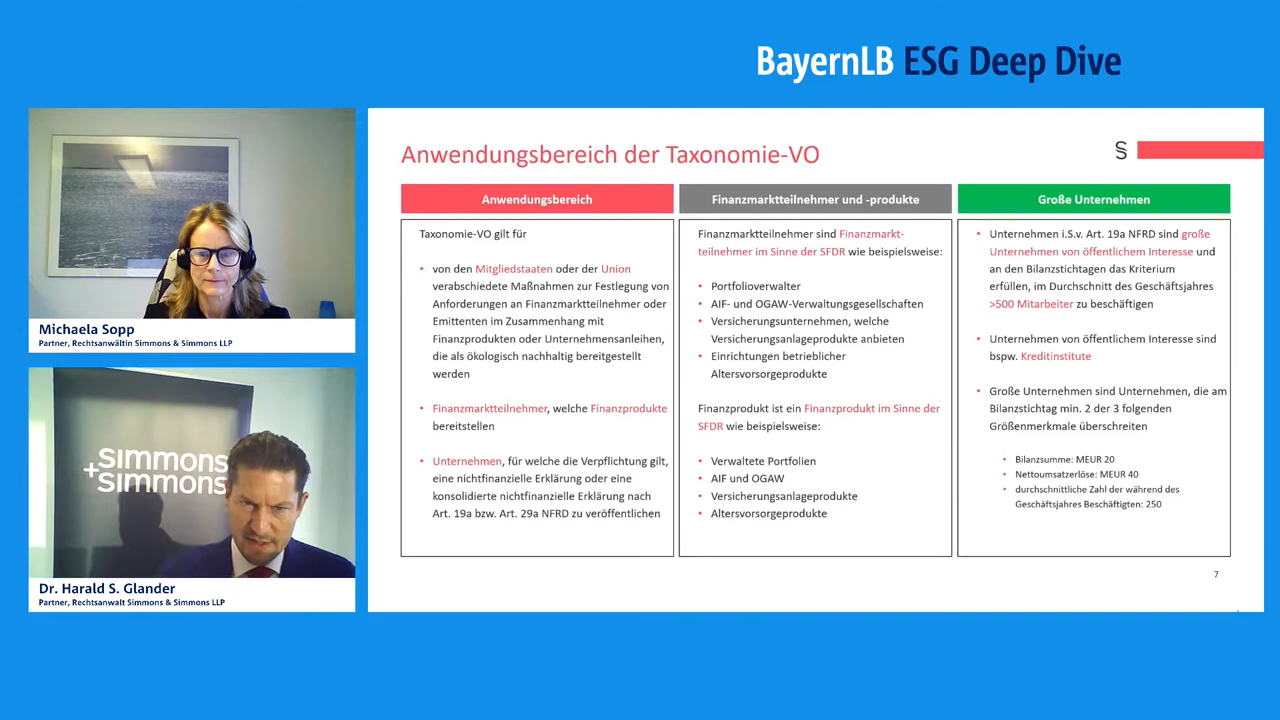 BayernLB ESG Deep Dive
Michaela Sopp
Partner, Rechtsanwältin Simmons & Simmons LLP
simmons
+simmons
Dr. Harald S. Glander
Partner, Rechtsanwalt Simmons & Simmons LLP
Anwendungsbereich der Taxonomie-VO
§
Anwendungsbereich
Taxonomie-VO gilt für
• von den Mitgliedstaaten oder der Union
verabschiedete Maßnahmen zur Festlegung von
Anforderungen an Finanzmarktteilnehmer oder
Emittenten im Zusammenhang mit
Finanzprodukten oder Unternehmensanleihen,
die als ökologisch nachhaltig bereitgestellt
werden
• Finanzmarktteilnehmer, welche Finanzprodukte
bereitstellen
• Unternehmen, für welche die Verpflichtung gilt,
eine nichtfinanzielle Erklärung oder eine
konsolidierte nichtfinanzielle Erklärung nach
Art. 19a bzw. Art. 29a NFRD zu veröffentlichen
Finanzmarktteilnehmer und -produkte
Finanzmarktteilnehmer sind Finanzmarkt-
teilnehmer im Sinne der SFDR wie beispielsweise:
• Portfolioverwalter
• AIF- und OGAW-Verwaltungsgesellschaften
• Versicherungsunternehmen, welche
Versicherungsanlageprodukte anbieten
• Einrichtungen betrieblicher
Altersvorsorgeprodukte
Finanzprodukt ist ein Finanzprodukt im Sinne der
SFDR wie beispielsweise:
• Verwaltete Portfolien
• AIF und OGAW
• Versicherungsanlageprodukte
• Altersvorsorgeprodukte
Große Unternehmen
• Unternehmen i.S.v. Art. 19a NFRD sind große
Unternehmen von öffentlichem Interesse und
an den Bilanzstichtagen das Kriterium
erfüllen, im Durchschnitt des Geschäftsjahres
>500 Mitarbeiter zu beschäftigen
• Unternehmen von öffentlichem Interesse sind
bspw. Kreditinstitute
• Große Unternehmen sind Unternehmen, die am
Bilanzstichtag min. 2 der 3 folgenden
Größenmerkmale überschreiten
• Bilanzsumme: MEUR 20
• Nettoumsatzerlöse: MEUR 40
• durchschnittliche Zahl der während des
Geschäftsjahres Beschäftigten: 250
7